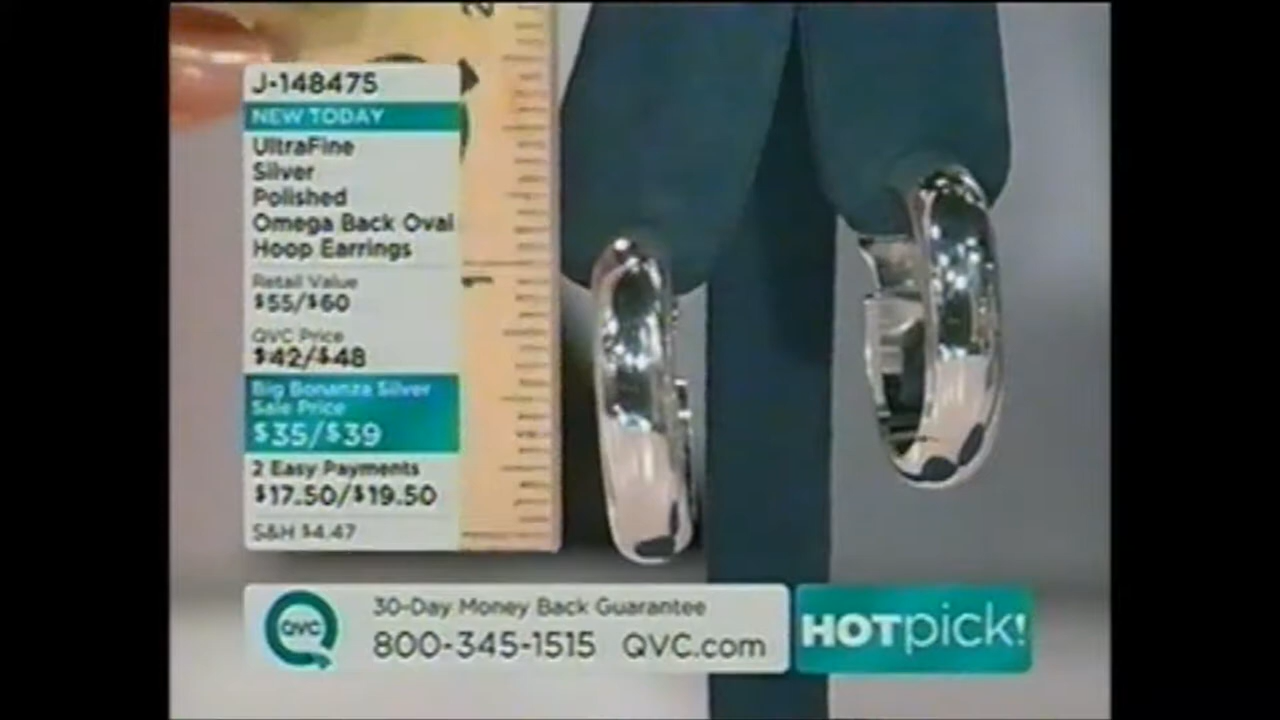 J-148475
NEW TODAY
UltraFine
Silver
Polished
Omega Back Oval
Hoop Earrings
Retail Value
$55/$60
QVC Price
$42/$48
Big Bonanza Silver
Sale Price
$35/$39
2 Easy Payments
$17.50/$19.50
S&H $4.47
2
1
QVC
30-Day Money Back Guarantee
800-345-1515 QVC.com
HOTpick!